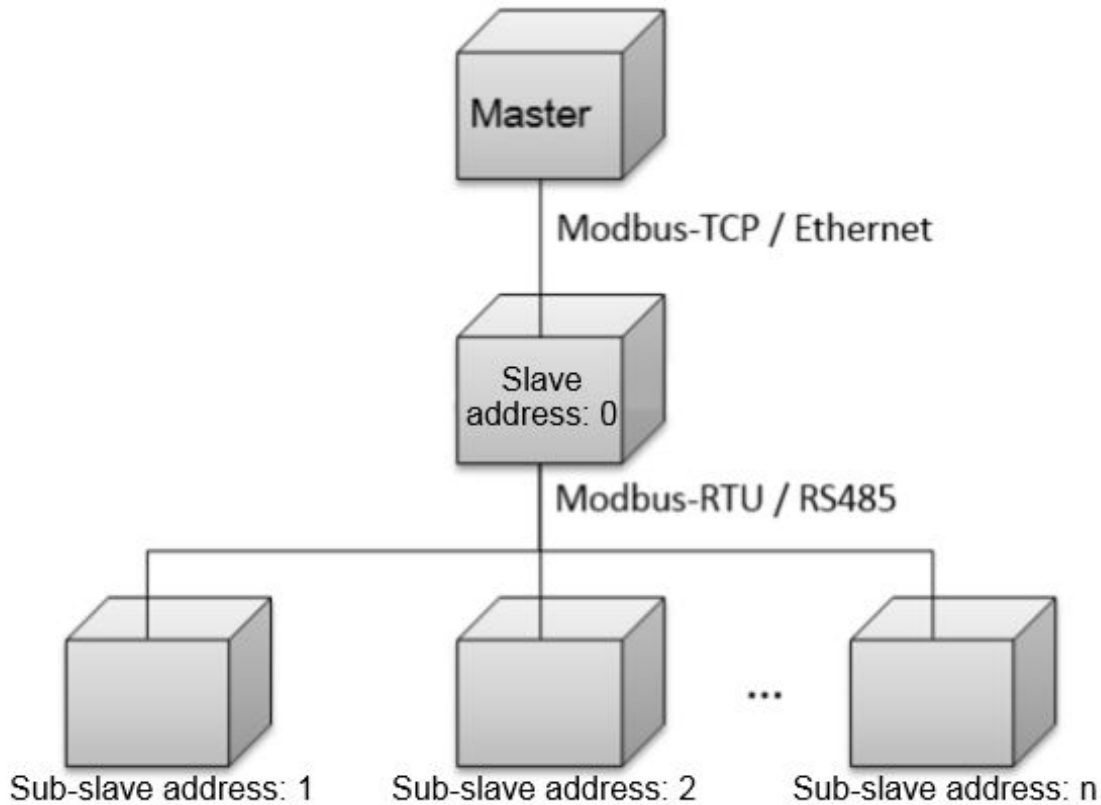 Master
Modbus-TCP / Ethernet
Slave
address: 0
Modbus-RTU / RS485
...
Sub-slave address: 1
Sub-slave address: 2
Sub-slave address: n